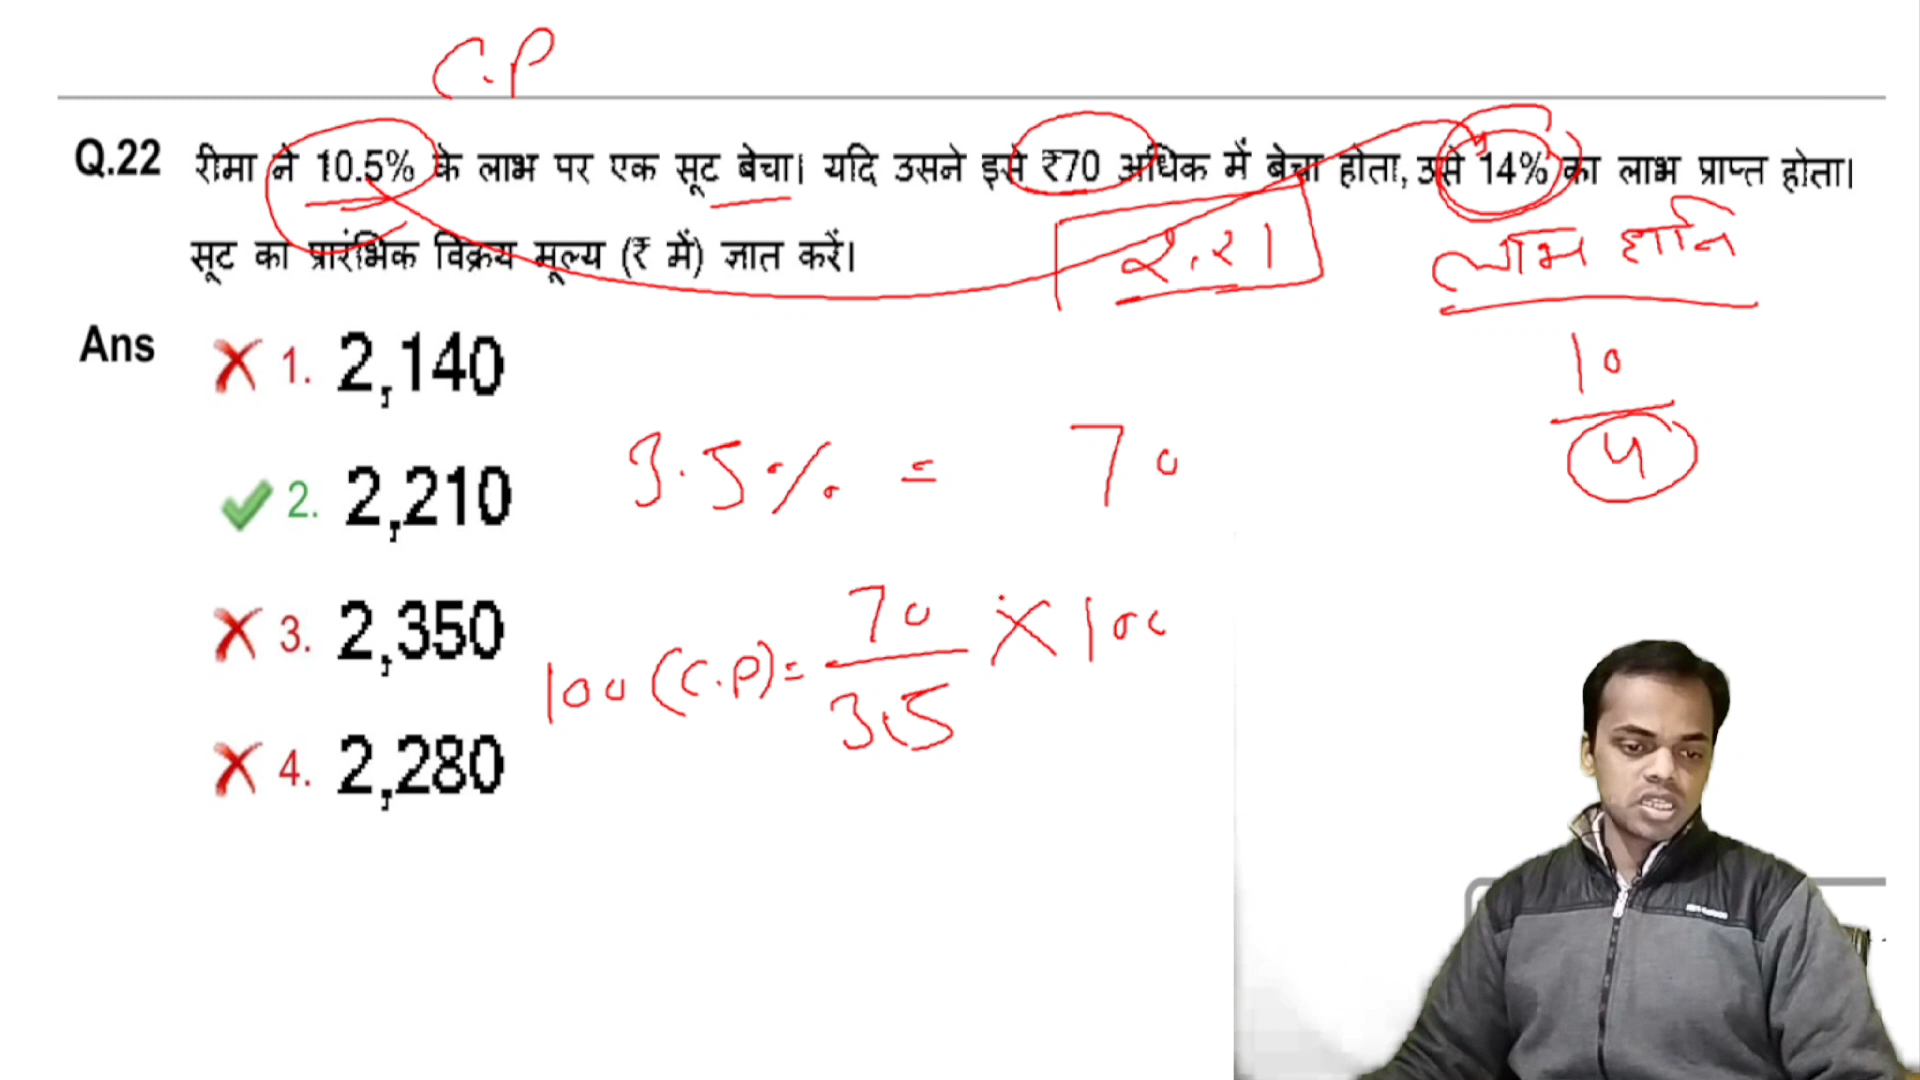 C.P
Q.22 रीमा ने 10.5% के लाभ पर एक सूट बेचा। यदि उसने इसे ₹70 अधिक में बेचा होता, उसे 14% का लाभ प्राप्त होता।
सूट का प्रारंभिक विक्रय मूल्य (₹ में) ज्ञात करें।
2.21
लाभ हानि
Ans
1. 2,140
10
4
2. 2,210
3.5% = 70
3. 2,350
100 (C.P) = 70/3.5 × 100
4. 2,280